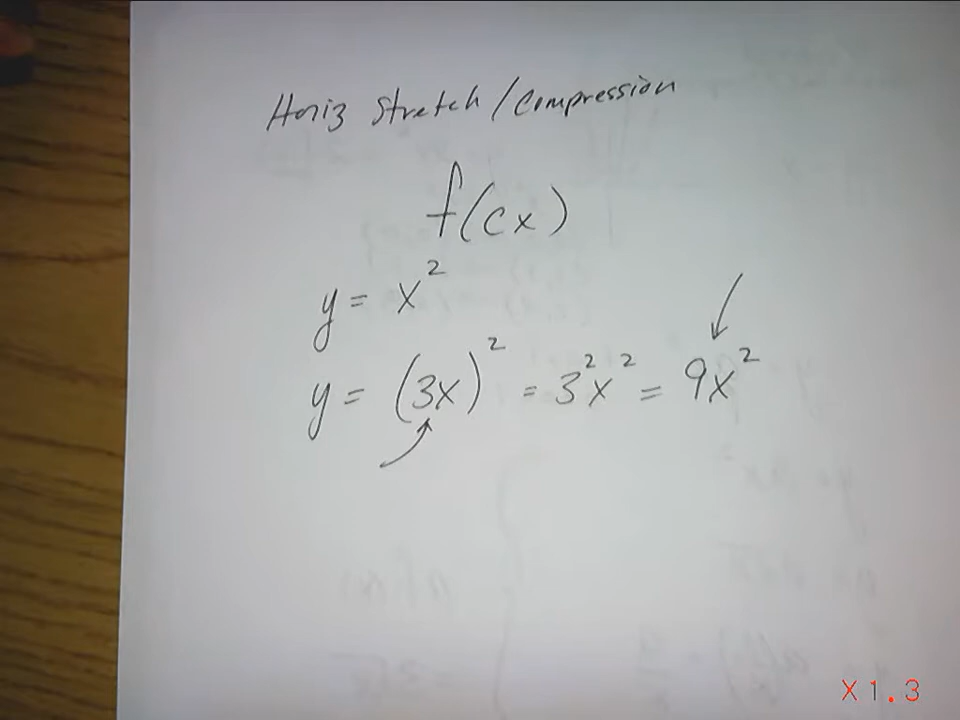 Horiz Stretch / Compression
f(cx)
y = x²
y = (3x)² = 3²x² = 9x²
X1.3